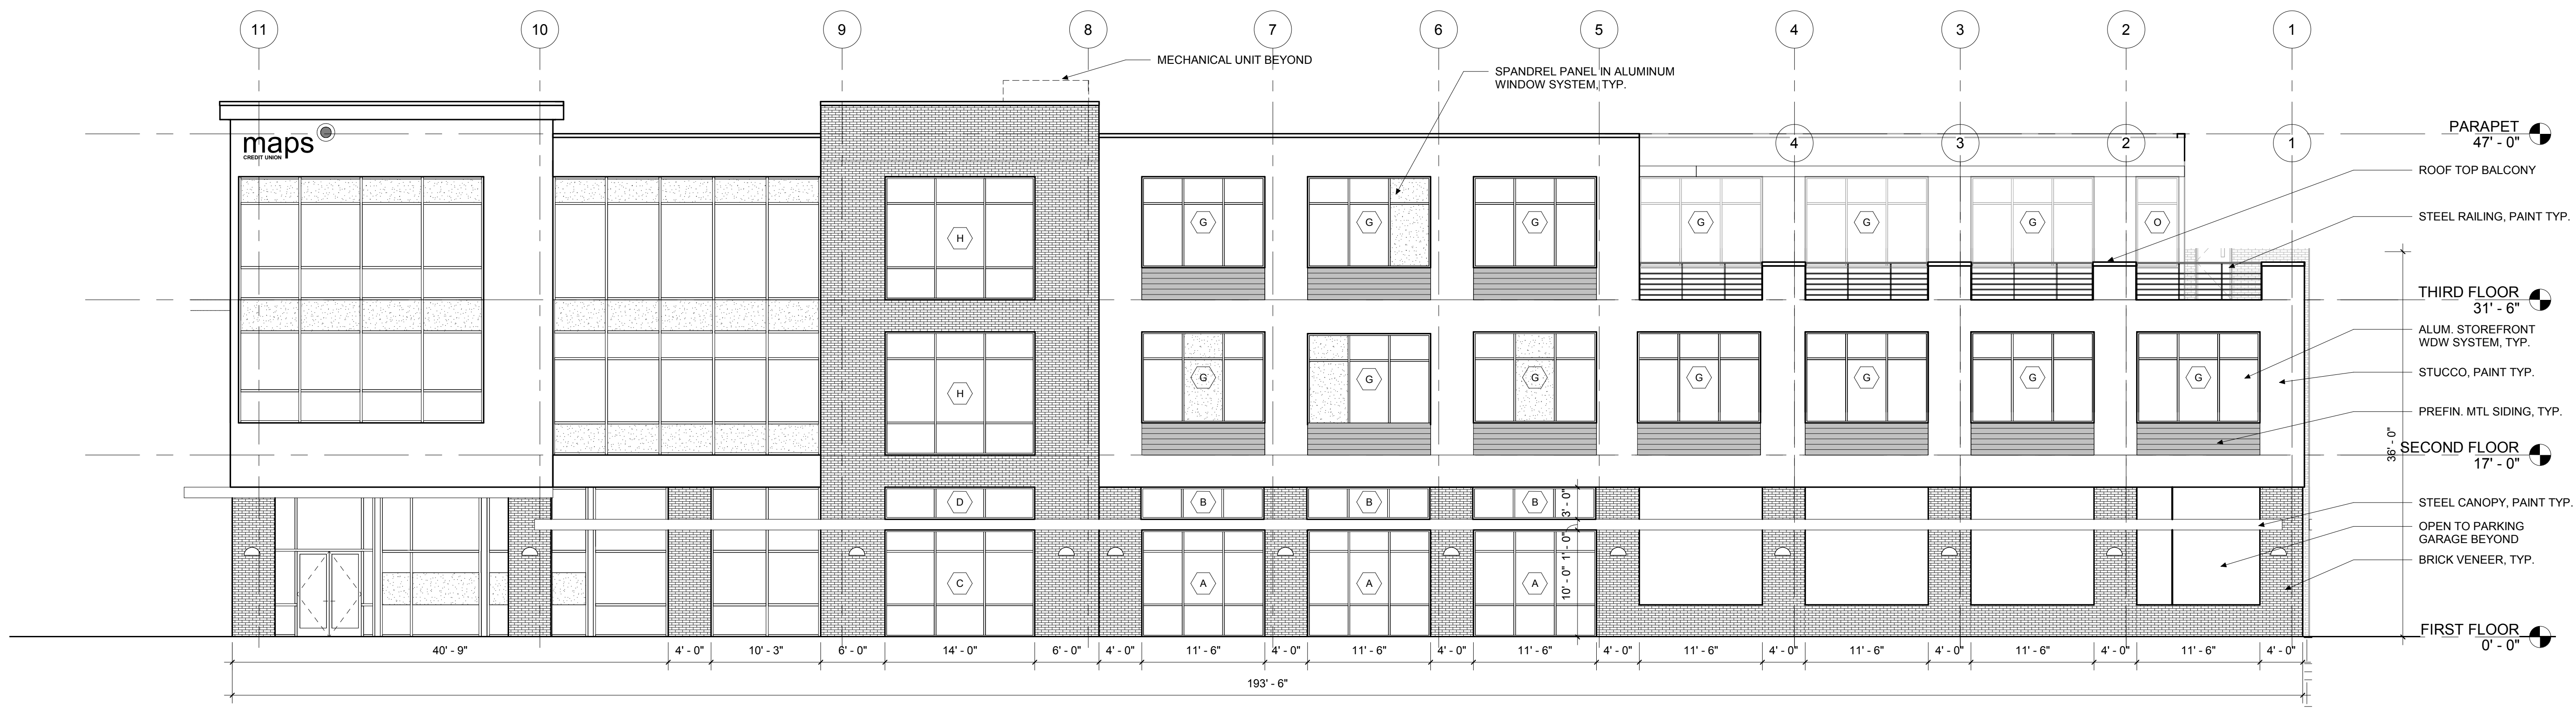 11 10 9 8 7 6 5 4 3 2 1
MECHANICAL UNIT BEYOND
SPANDREL PANEL IN ALUMINUM
WINDOW SYSTEM, TYP.
maps
CREDIT UNION
4 3 2 1
PARAPET
47' - 0"
ROOF TOP BALCONY
STEEL RAILING, PAINT TYP.
H G G G G G G O
THIRD FLOOR
31' - 6"
ALUM. STOREFRONT
WDW SYSTEM, TYP.
STUCCO, PAINT TYP.
H G G G G G G G
PREFIN. MTL SIDING, TYP.
36' - 0"
SECOND FLOOR
17' - 0"
D B B B
3' - 0"
STEEL CANOPY, PAINT TYP.
OPEN TO PARKING
GARAGE BEYOND
1' - 0"
BRICK VENEER, TYP.
C A A A
10' - 0"
FIRST FLOOR
0' - 0"
40' - 9" 4' - 0" 10' - 3" 6' - 0" 14' - 0" 6' - 0" 4' - 0" 11' - 6" 4' - 0" 11' - 6" 4' - 0" 11' - 6" 4' - 0" 11' - 6" 4' - 0" 11' - 6" 4' - 0" 11' - 6" 4' - 0" 11' - 6" 4' - 0"
193' - 6"